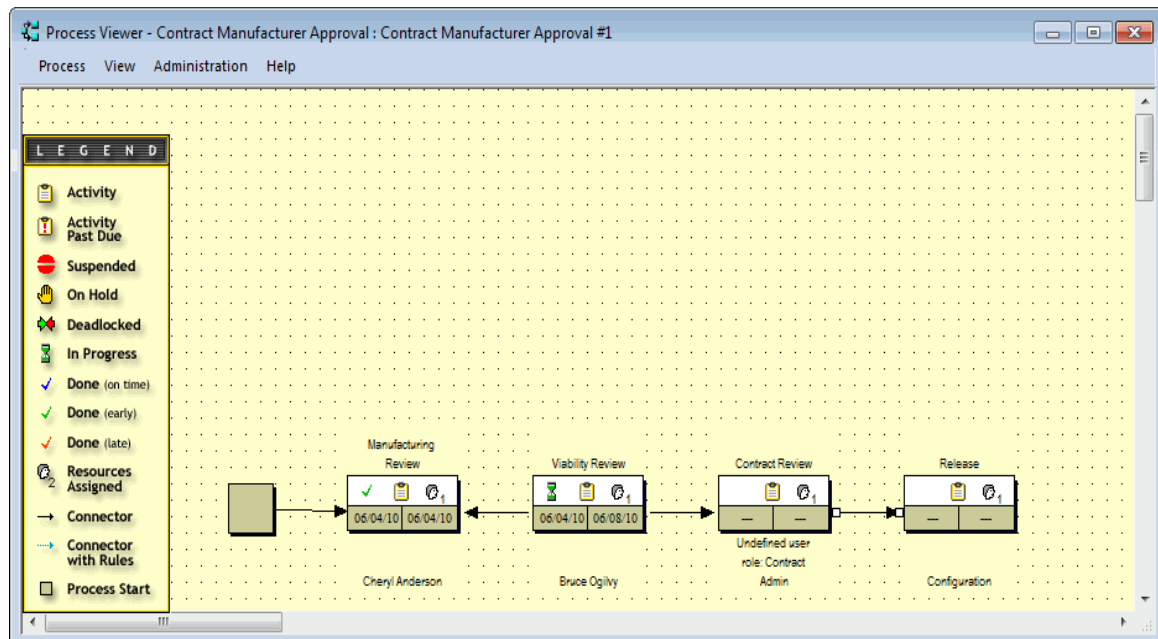 Process Viewer - Contract Manufacturer Approval : Contract Manufacturer Approval #1
Process View Administration Help
LEGEND
Activity
Activity
Past Due
Suspended
On Hold
Deadlocked
In Progress
Done (on time)
Done (early)
Done (late)
2 Resources
Assigned
Connector
Connector
with Rules
Process Start
Manufacturing
Review
1
06/04/10 06/04/10
Cheryl Anderson
Viability Review
1
06/04/10 06/08/10
Bruce Ogilvy
Contract Review
1
--- ---
Undefined user
role: Contract
Admin
Release
1
--- ---
Configuration